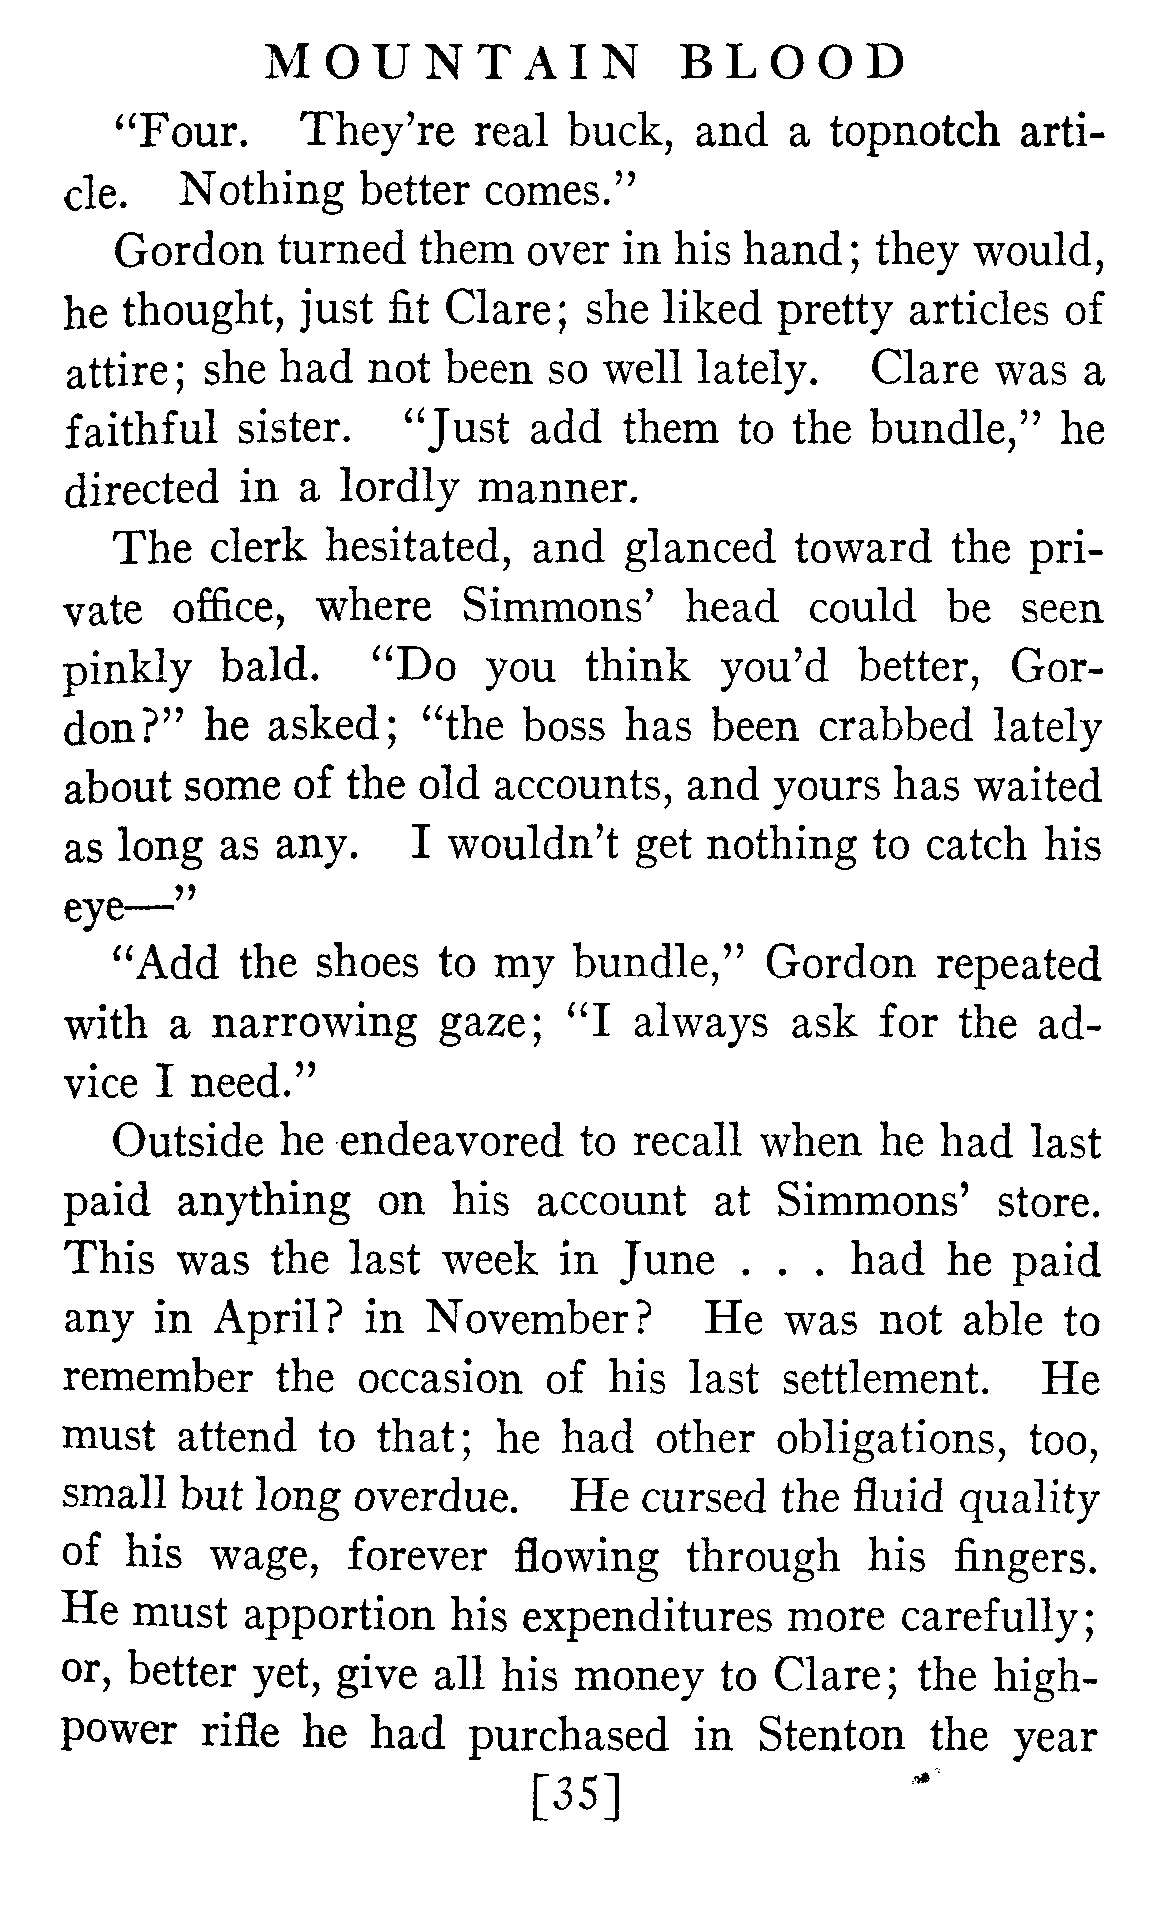 MOUNTAIN BLOOD
“Four. They’re real buck, and a topnotch arti-
cle. Nothing better comes.”
Gordon turned them over in his hand; they would,
he thought, just fit Clare; she liked pretty articles of
attire; she had not been so well lately. Clare was a
faithful sister. “Just add them to the bundle,” he
directed in a lordly manner.
The clerk hesitated, and glanced toward the pri-
vate office, where Simmons’ head could be seen
pinkly bald. “Do you think you’d better, Gor-
don?” he asked; “the boss has been crabbed lately
about some of the old accounts, and yours has waited
as long as any. I wouldn’t get nothing to catch his
eye—”
“Add the shoes to my bundle,” Gordon repeated
with a narrowing gaze; “I always ask for the ad-
vice I need.”
Outside he endeavored to recall when he had last
paid anything on his account at Simmons’ store.
This was the last week in June . . . had he paid
any in April? in November? He was not able to
remember the occasion of his last settlement. He
must attend to that; he had other obligations, too,
small but long overdue. He cursed the fluid quality
of his wage, forever flowing through his fingers.
He must apportion his expenditures more carefully;
or, better yet, give all his money to Clare; the high-
power rifle he had purchased in Stenton the year
[35]